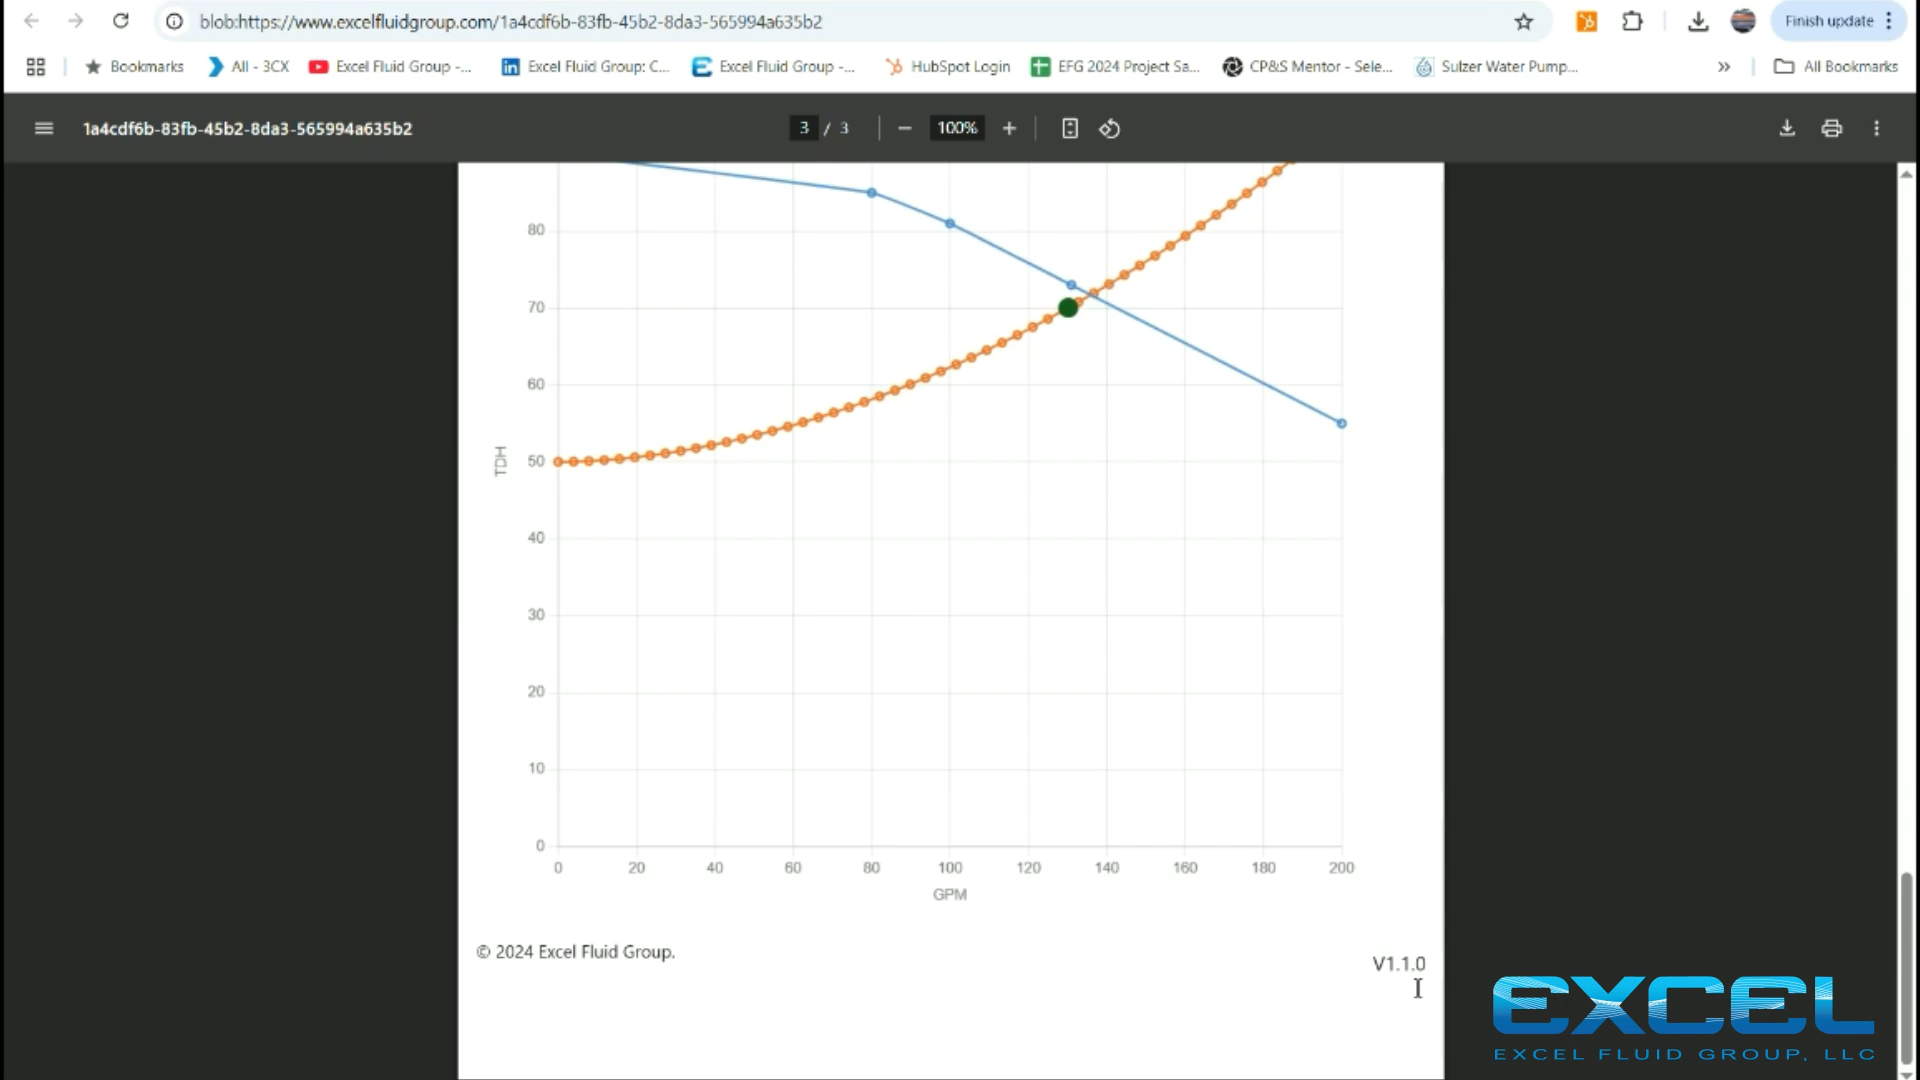 blob:https://www.excelfluidgroup.com/1a4cdf6b-83fb-45b2-8da3-565994a635b2
Finish update
Bookmarks
All - 3CX
Excel Fluid Group -...
Excel Fluid Group: C...
Excel Fluid Group -...
HubSpot Login
EFG 2024 Project Sa...
CP&S Mentor - Sele...
Sulzer Water Pump...
All Bookmarks
1a4cdf6b-83fb-45b2-8da3-565994a635b2
3 / 3
100%
80
70
60
50
40
30
20
10
0
TDH
0 20 40 60 80 100 120 140 160 180 200
GPM
© 2024 Excel Fluid Group.
V1.1.0
EXCEL
EXCEL FLUID GROUP, LLC